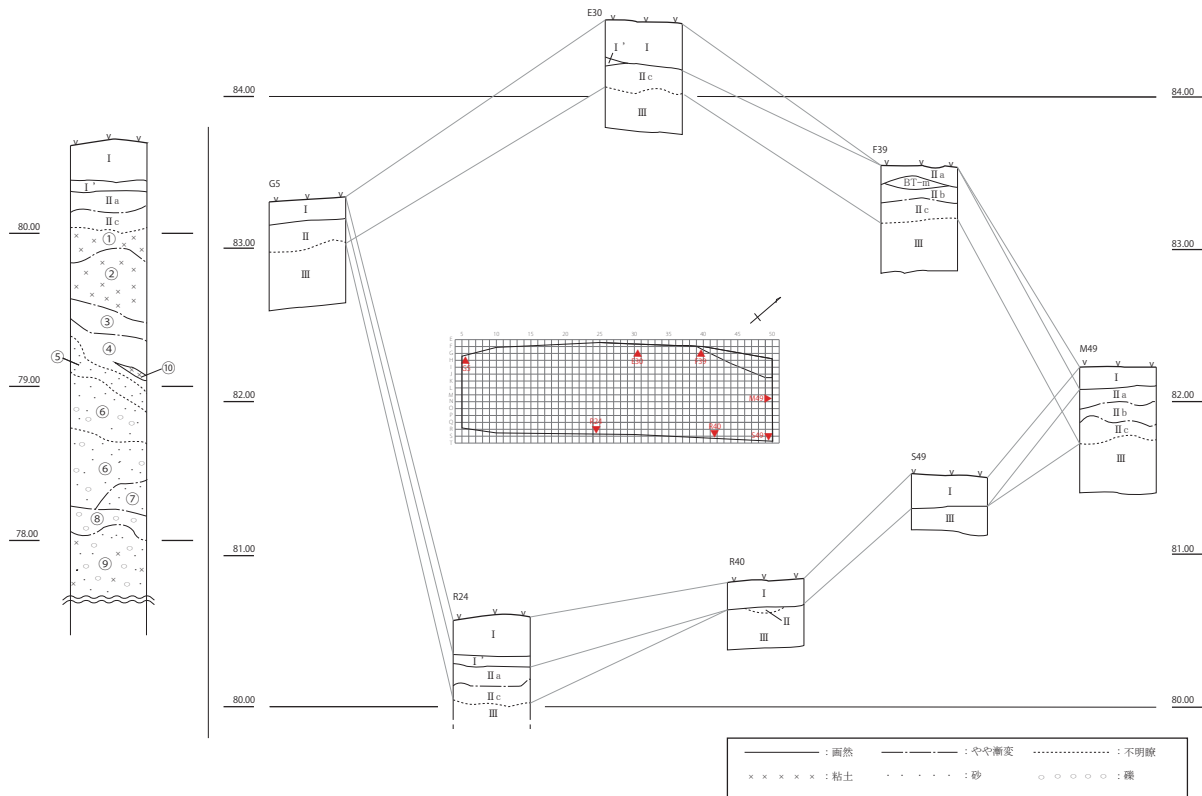 E30
Ⅰ’ Ⅰ
Ⅱc
Ⅲ
84.00
84.00
Ⅰ
Ⅰ’
Ⅱa
Ⅱc
①
②
③
④
⑤
⑩
⑥
⑥
⑦
⑧
⑨
80.00
79.00
78.00
G5
Ⅰ
Ⅱ
Ⅲ
83.00
83.00
F39
Ⅱa
BT-m
Ⅱb
Ⅱc
Ⅲ
82.00
82.00
M49
Ⅰ
Ⅱa
Ⅱb
Ⅱc
Ⅲ
5 10 15 20 25 30 35 40 45 50
E
F
G
H
I
J
K
L
M
N
O
P
Q
R
S
T
G5
E30
F39
M49
R24
R40
S49
S49
Ⅰ
Ⅲ
81.00
81.00
R40
Ⅰ
Ⅱ
Ⅲ
R24
Ⅰ
Ⅰ’
Ⅱa
Ⅱc
Ⅲ
80.00
80.00
:画然 :やや漸変 :不明瞭
:粘土 :砂 :礫